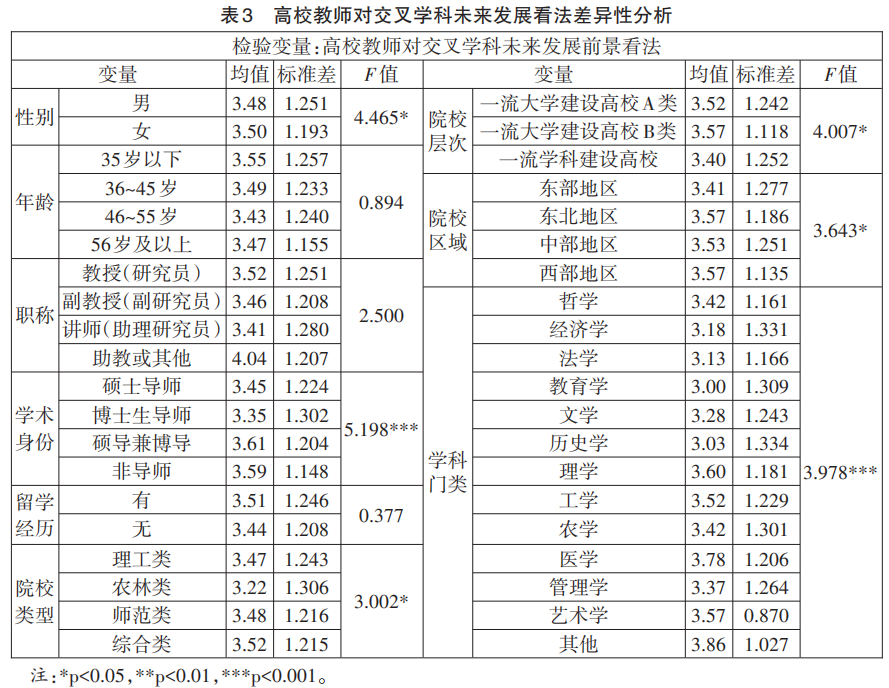 表3 高校教师对交叉学科未来发展看法差异性分析
检验变量:高校教师对交叉学科未来发展前景看法
变量 均值 标准差 F值 变量 均值 标准差 F值
性别 男 3.48 1.251 4.465* 院校层次 一流大学建设高校A类 3.52 1.242 4.007*
女 3.50 1.193 一流大学建设高校B类 3.57 1.118
年龄 35岁以下 3.55 1.257 0.894 一流学科建设高校 3.40 1.252
36~45岁 3.49 1.233 院校区域 东部地区 3.41 1.277 3.643*
46~55岁 3.43 1.240 东北地区 3.57 1.186
56岁及以上 3.47 1.155 中部地区 3.53 1.251
职称 教授(研究员) 3.52 1.251 2.500 西部地区 3.57 1.135
副教授(副研究员) 3.46 1.208 学科门类 哲学 3.42 1.161 3.978***
讲师(助理研究员) 3.41 1.280 经济学 3.18 1.331
助教或其他 4.04 1.207 法学 3.13 1.166
学术身份 硕士导师 3.45 1.224 5.198*** 教育学 3.00 1.309
博士生导师 3.35 1.302 文学 3.28 1.243
硕导兼博导 3.61 1.204 历史学 3.03 1.334
非导师 3.59 1.148 理学 3.60 1.181
留学经历 有 3.51 1.246 0.377 工学 3.52 1.229
无 3.44 1.208 农学 3.42 1.301
院校类型 理工类 3.47 1.243 3.002* 医学 3.78 1.206
农林类 3.22 1.306 管理学 3.37 1.264
师范类 3.48 1.216 艺术学 3.57 0.870
综合类 3.52 1.215 其他 3.86 1.027
注:*p<0.05,**p<0.01,***p<0.001。